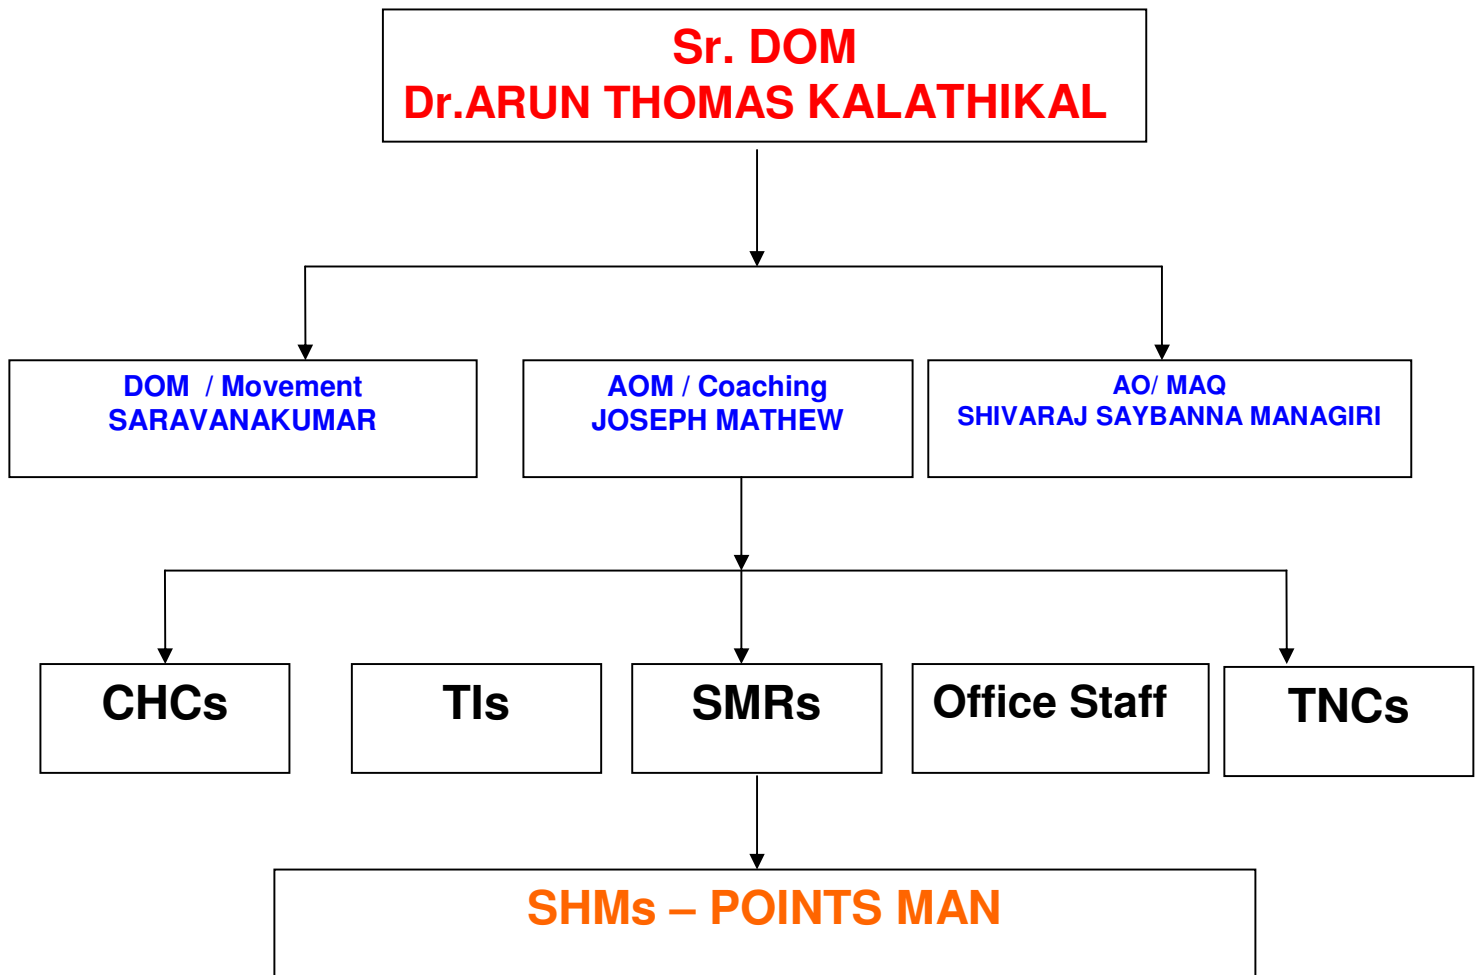 Sr. DOM
Dr.ARUN THOMAS KALATHIKAL
DOM / Movement
SARAVANAKUMAR
AOM / Coaching
JOSEPH MATHEW
AO/ MAQ
SHIVARAJ SAYBANNA MANAGIRI
CHCs
TIs
SMRs
Office Staff
TNCs
SHMs – POINTS MAN